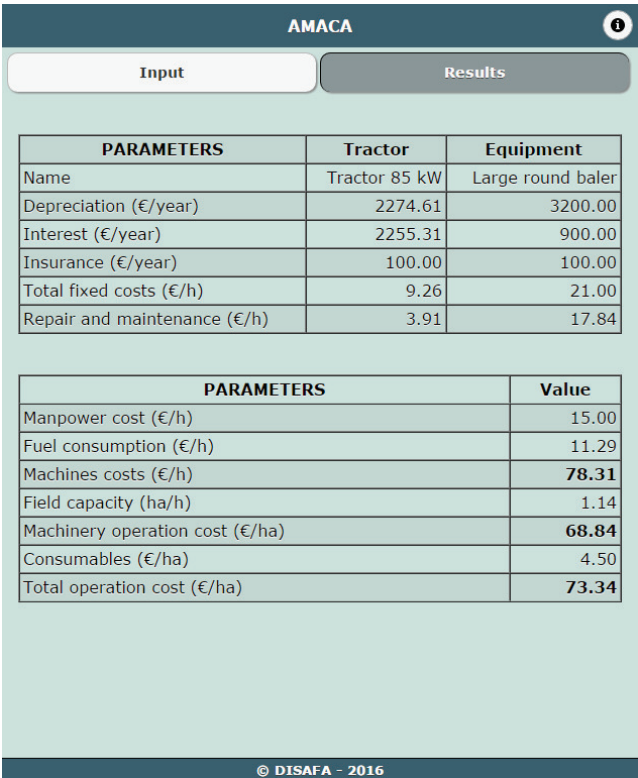 AMACA
Input Results
PARAMETERS Tractor Equipment
Name Tractor 85 kW Large round baler
Depreciation (€/year) 2274.61 3200.00
Interest (€/year) 2255.31 900.00
Insurance (€/year) 100.00 100.00
Total fixed costs (€/h) 9.26 21.00
Repair and maintenance (€/h) 3.91 17.84
PARAMETERS Value
Manpower cost (€/h) 15.00
Fuel consumption (€/h) 11.29
Machines costs (€/h) 78.31
Field capacity (ha/h) 1.14
Machinery operation cost (€/ha) 68.84
Consumables (€/ha) 4.50
Total operation cost (€/ha) 73.34
© DISAFA - 2016